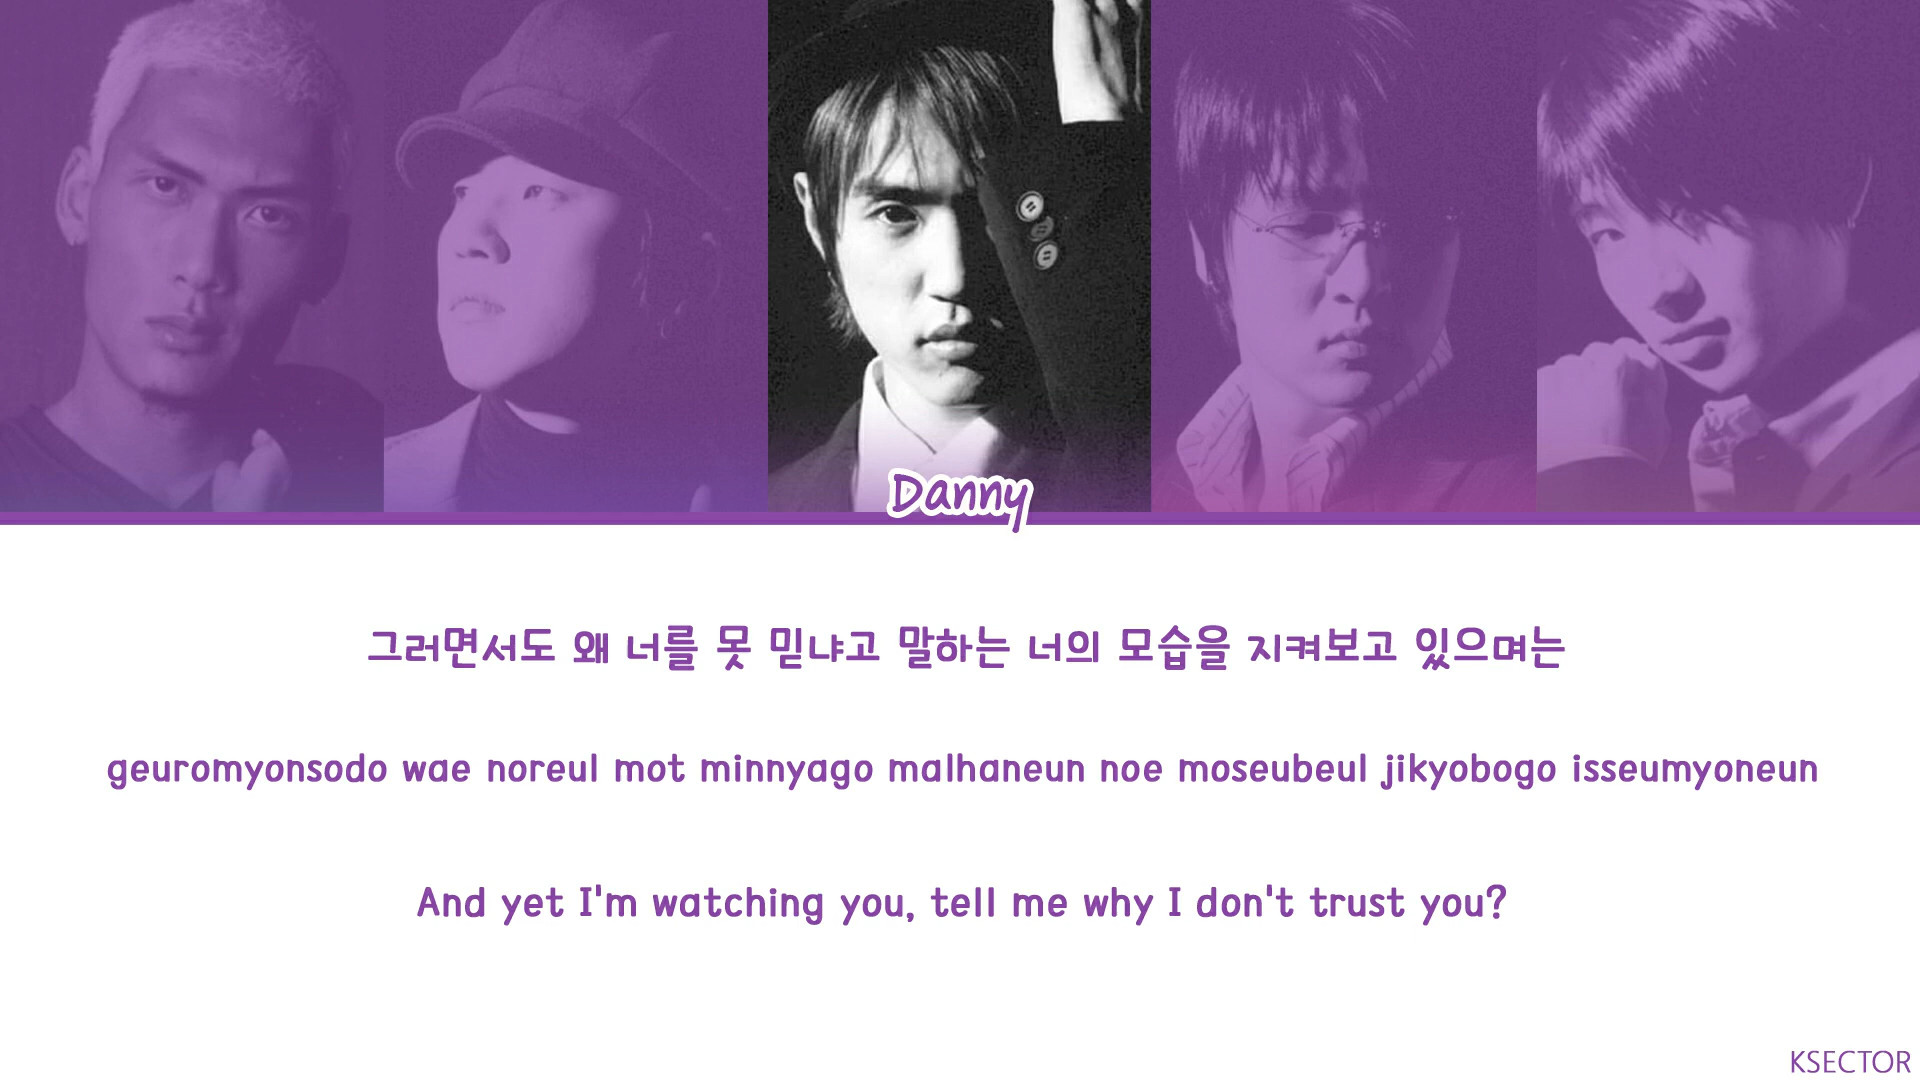 Danny
그러면서도 왜 너를 못 믿냐고 말하는 너의 모습을 지켜보고 있으며는
geuromyonsodo wae noreul mot minnyago malhaneun noe moseubeul jikyobogo isseumyoneun
And yet I'm watching you, tell me why I don't trust you?
KSECTOR